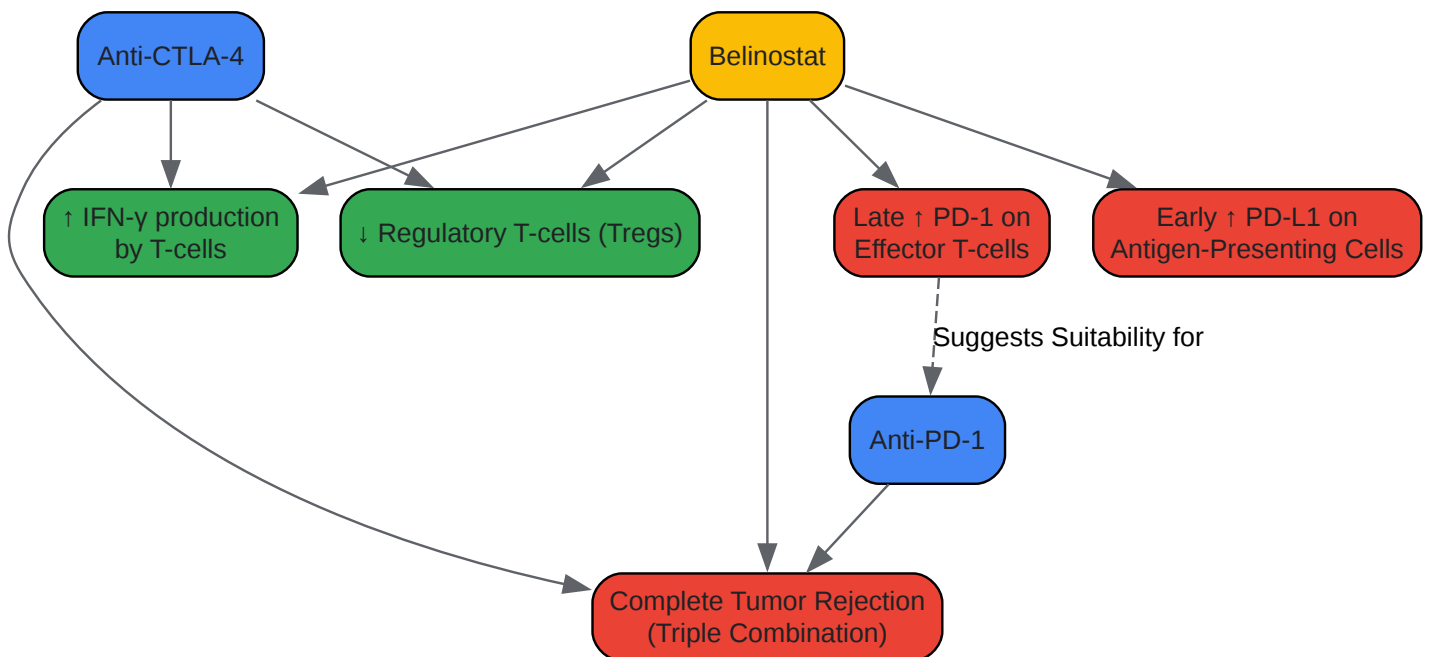 Anti-CTLA-4
Belinostat
↑ IFN-γ production
by T-cells
↓ Regulatory T-cells (Tregs)
Late ↑ PD-1 on
Effector T-cells
Early ↑ PD-L1 on
Antigen-Presenting Cells
Suggests Suitability for
Anti-PD-1
Complete Tumor Rejection
(Triple Combination)